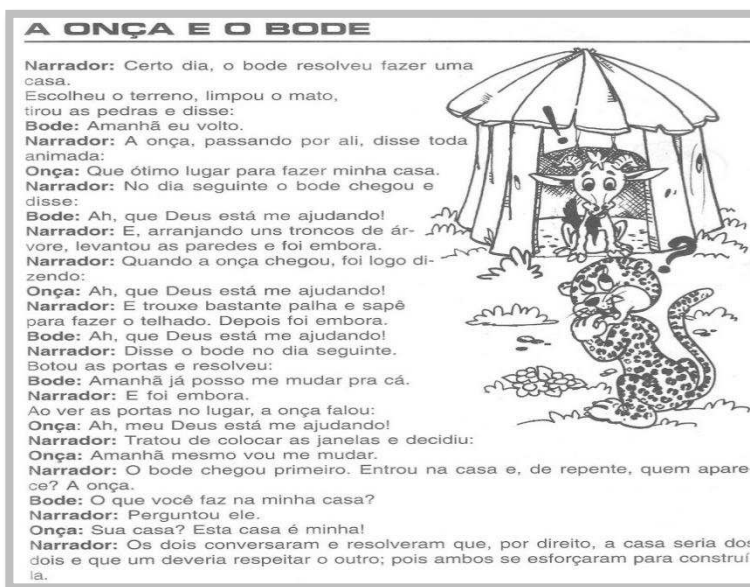 A ONÇA E O BODE
Narrador: Certo dia, o bode resolveu fazer uma
casa.
Escolheu o terreno, limpou o mato,
tirou as pedras e disse:
Bode: Amanhã eu volto.
Narrador: A onça, passando por ali, disse toda
animada:
Onça: Que ótimo lugar para fazer minha casa.
Narrador: No dia seguinte o bode chegou e
disse:
Bode: Ah, que Deus está me ajudando!
Narrador: E, arranjando uns troncos de ár-
vore, levantou as paredes e foi embora.
Narrador: Quando a onça chegou, foi logo di-
zendo:
Onça: Ah, que Deus está me ajudando!
Narrador: E trouxe bastante palha e sapê
para fazer o telhado. Depois foi embora.
Bode: Ah, que Deus está me ajudando!
Narrador: Disse o bode no dia seguinte.
Botou as portas e resolveu:
Bode: Amanhã já posso me mudar pra cá.
Narrador: E foi embora.
Ao ver as portas no lugar, a onça falou:
Onça: Ah, meu Deus está me ajudando!
Narrador: Tratou de colocar as janelas e decidiu:
Onça: Amanhã mesmo vou me mudar.
Narrador: O bode chegou primeiro. Entrou na casa e, de repente, quem apare-
ce? A onça.
Bode: O que você faz na minha casa?
Narrador: Perguntou ele.
Onça: Sua casa? Esta casa é minha!
Narrador: Os dois conversaram e resolveram que, por direito, a casa seria dos
dois e que um deveria respeitar o outro; pois ambos se esforçaram para construí-
la.
!
?